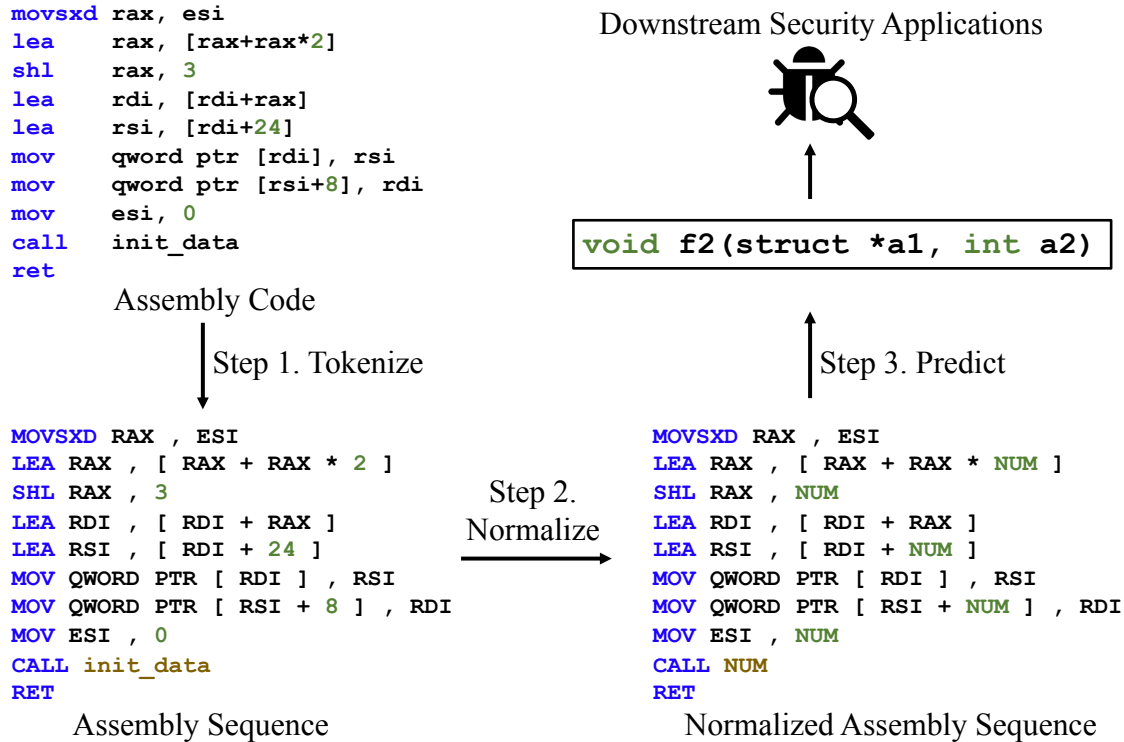 movsxd rax, esi
lea rax, [rax+rax*2]
shl rax, 3
lea rdi, [rdi+rax]
lea rsi, [rdi+24]
mov qword ptr [rdi], rsi
mov qword ptr [rsi+8], rdi
mov esi, 0
call init_data
ret
Assembly Code
Step 1. Tokenize
MOVSXD RAX , ESI
LEA RAX , [ RAX + RAX * 2 ]
SHL RAX , 3
LEA RDI , [ RDI + RAX ]
LEA RSI , [ RDI + 24 ]
MOV QWORD PTR [ RDI ] , RSI
MOV QWORD PTR [ RSI + 8 ] , RDI
MOV ESI , 0
CALL init_data
RET
Assembly Sequence
Step 2.
Normalize
MOVSXD RAX , ESI
LEA RAX , [ RAX + RAX * NUM ]
SHL RAX , NUM
LEA RDI , [ RDI + RAX ]
LEA RSI , [ RDI + NUM ]
MOV QWORD PTR [ RDI ] , RSI
MOV QWORD PTR [ RSI + NUM ] , RDI
MOV ESI , NUM
CALL NUM
RET
Normalized Assembly Sequence
Step 3. Predict
void f2(struct *a1, int a2)
Downstream Security Applications